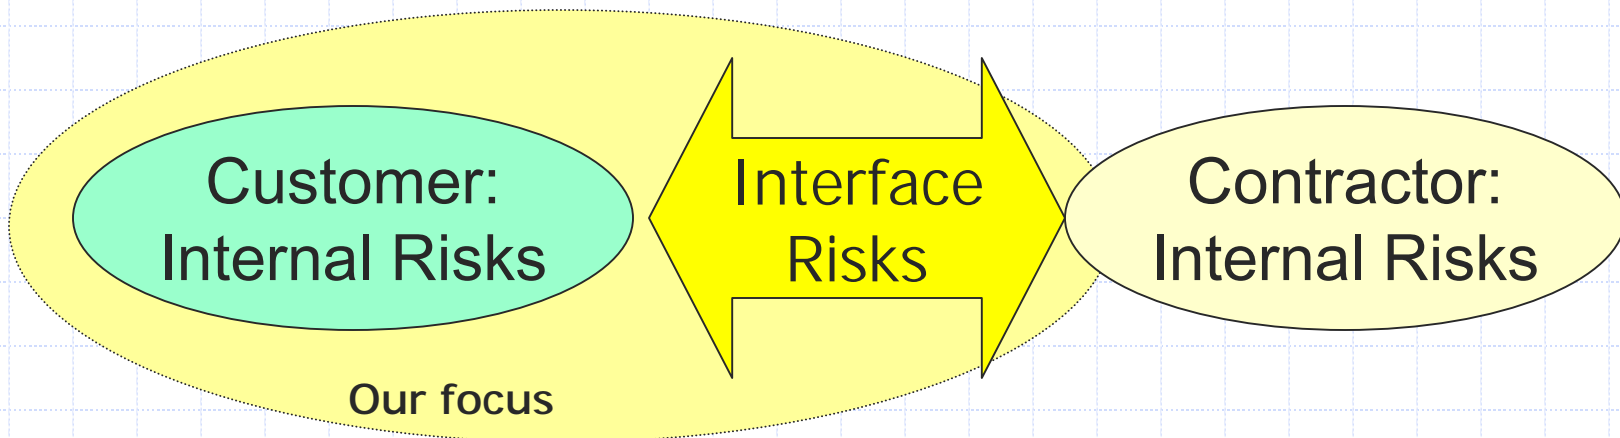 Customer:
Internal Risks
Interface
Risks
Contractor:
Internal Risks
Our focus